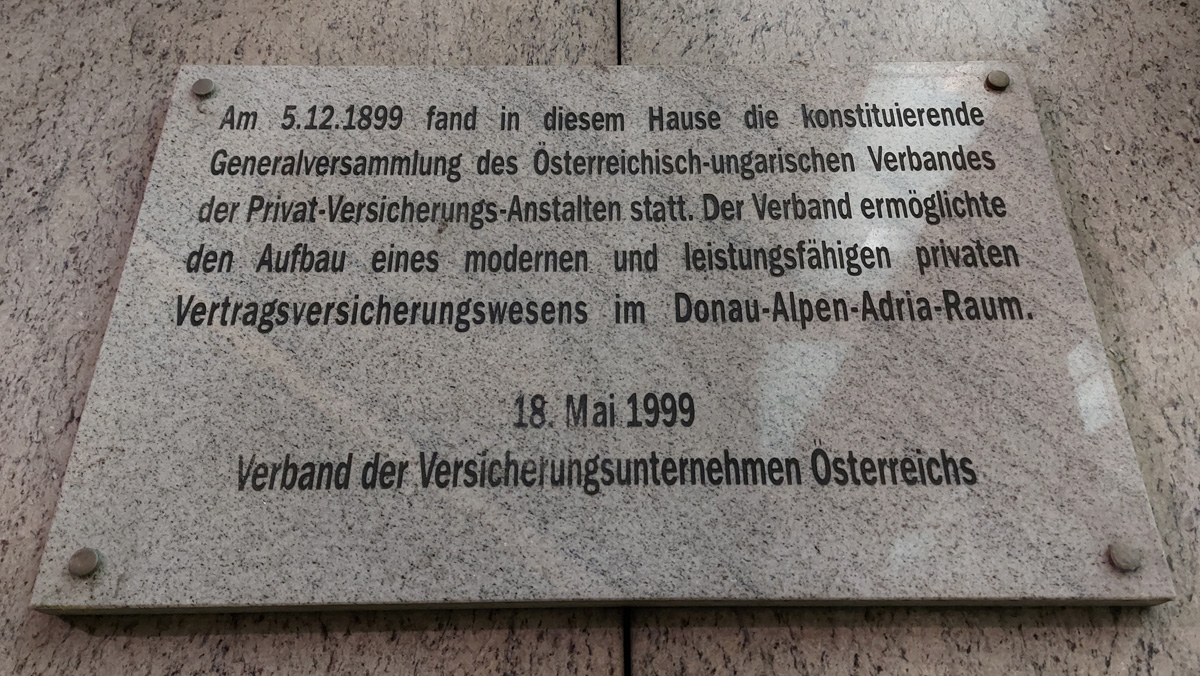 Am 5.12.1899 fand in diesem Hause die konstituierende
Generalversammlung des Österreichisch-ungarischen Verbandes
der Privat-Versicherungs-Anstalten statt. Der Verband ermöglichte
den Aufbau eines modernen und leistungsfähigen privaten
Vertragsversicherungswesens im Donau-Alpen-Adria-Raum.
18. Mai 1999
Verband der Versicherungsunternehmen Österreichs